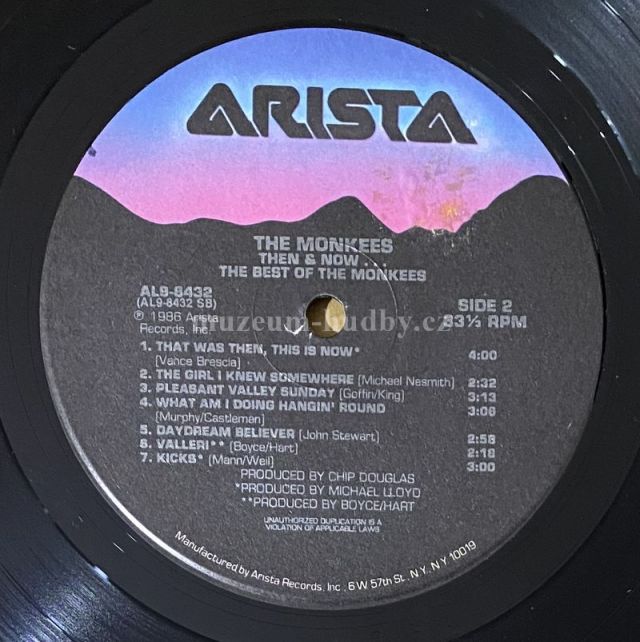 ARISTA
THE MONKEES
THEN & NOW . . .
THE BEST OF THE MONKEES
AL9-8432
(AL9-8432 SB)
℗ 1986 Arista
Records, Inc.
SIDE 2
33⅓ RPM
muzeum-hudby.cz
1. THAT WAS THEN, THIS IS NOW* 4:00
[Vance Brescia]
2. THE GIRL I KNEW SOMEWHERE [Michael Nesmith] 2:32
3. PLEASANT VALLEY SUNDAY [Goffin/King] 3:13
4. WHAT AM I DOING HANGIN' ROUND 3:06
[Murphy/Castleman]
5. DAYDREAM BELIEVER [John Stewart] 2:58
6. VALLERI** [Boyce/Hart] 2:18
7. KICKS* [Mann/Weil] 3:00
PRODUCED BY CHIP DOUGLAS
*PRODUCED BY MICHAEL LLOYD
**PRODUCED BY BOYCE/HART
UNAUTHORIZED DUPLICATION IS A
VIOLATION OF APPLICABLE LAWS
Manufactured by Arista Records, Inc., 6 W 57th St., N.Y., N.Y. 10019